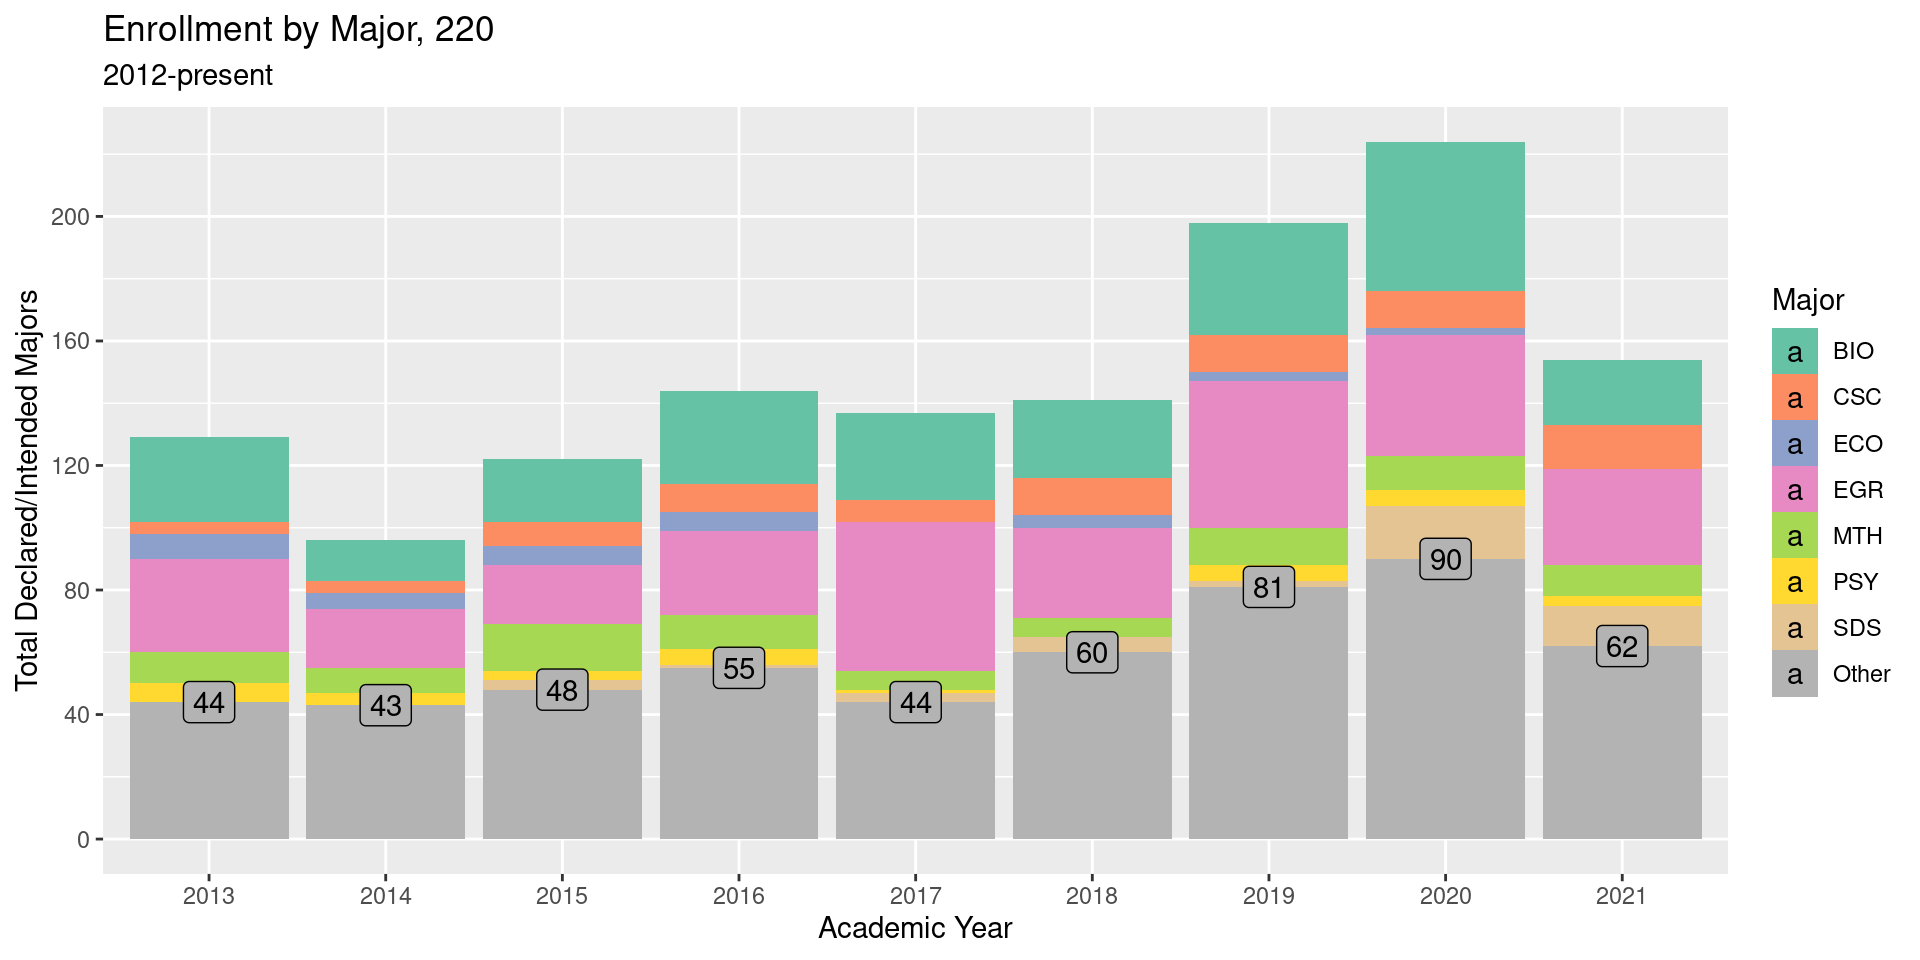 Enrollment by Major, 220
2012-present
Total Declared/Intended Majors
200
160
120
80
40
0
44
43
48
55
44
60
81
90
62
2013
2014
2015
2016
2017
2018
2019
2020
2021
Academic Year
Major
a BIO
a CSC
a ECO
a EGR
a MTH
a PSY
a SDS
a Other